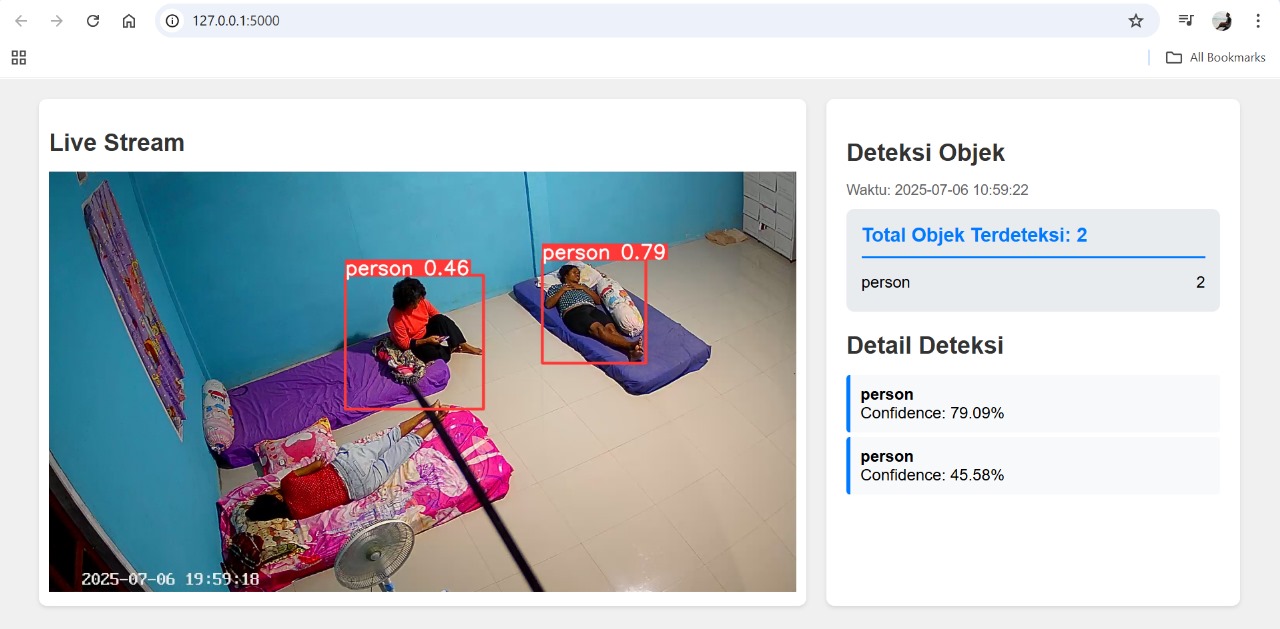 127.0.0.1:5000
All Bookmarks
Live Stream
person 0.46
person 0.79
2025-07-06 19:59:18
Deteksi Objek
Waktu: 2025-07-06 10:59:22
Total Objek Terdeteksi: 2
person 2
Detail Deteksi
person
Confidence: 79.09%
person
Confidence: 45.58%